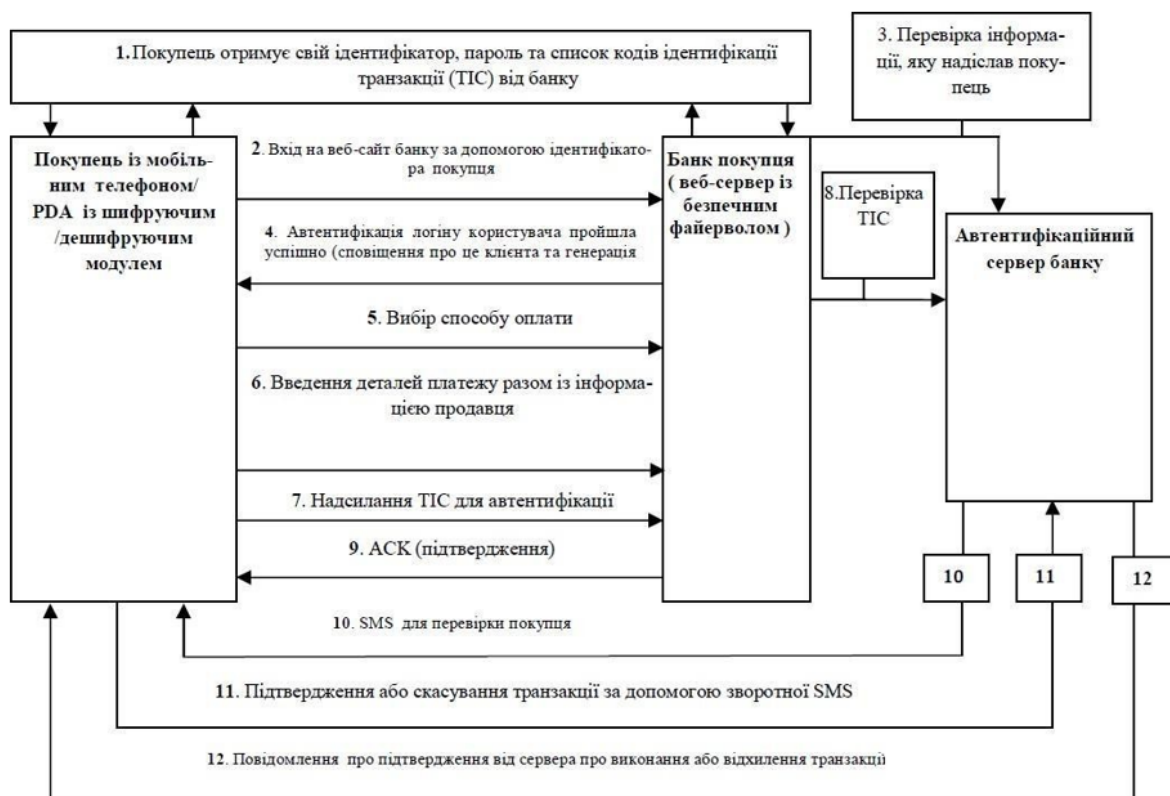 1.Покупець отримує свій ідентифікатор, пароль та список кодів ідентифікації
транзакції (TIC) від банку
3. Перевірка інформа-
ції, яку надіслав поку-
пець
Покупець із мобіль-
ним телефоном/
PDA із шифруючим
/дешифруючим
модулем
2. Вхід на веб-сайт банку за допомогою ідентифікато-
ра покупця
Банк покупця
( веб-сервер із
безпечним
файерволом )
8.Перевірка
TIC
4. Автентифікація логіну користувача пройшла
успішно (сповіщення про це клієнта та генерація
Автентифікаційний
сервер банку
5. Вибір способу оплати
6. Введення деталей платежу разом із інформа-
цією продавця
7. Надсилання TIC для автентифікації
9. ACK (підтвердження)
10
11
12
10. SMS для перевірки покупця
11. Підтвердження або скасування транзакції за допомогою зворотної SMS
12. Повідомлення про підтвердження від сервера про виконання або відхилення транзакції